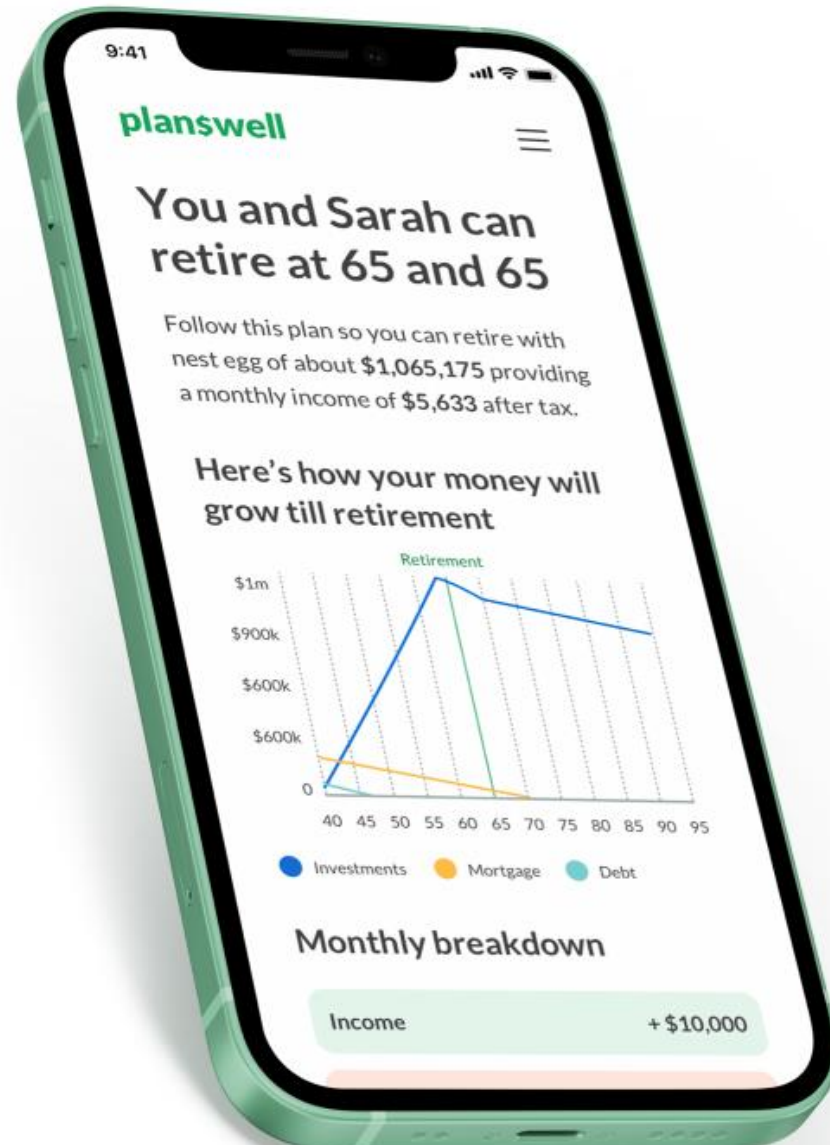 9:41
planswell
You and Sarah can
retire at 65 and 65
Follow this plan so you can retire with
nest egg of about $1,065,175 providing
a monthly income of $5,633 after tax.
Here's how your money will
grow till retirement
Retirement
$1m
$900k
$600k
$600k
0
40 45 50 55 60 65 70 75 80 85 90 95
Investments Mortgage Debt
Monthly breakdown
Income + $10,000